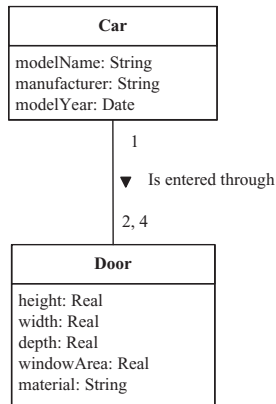 Car
modelName: String
manufacturer: String
modelYear: Date
1
Is entered through
2, 4
Door
height: Real
width: Real
depth: Real
windowArea: Real
material: String